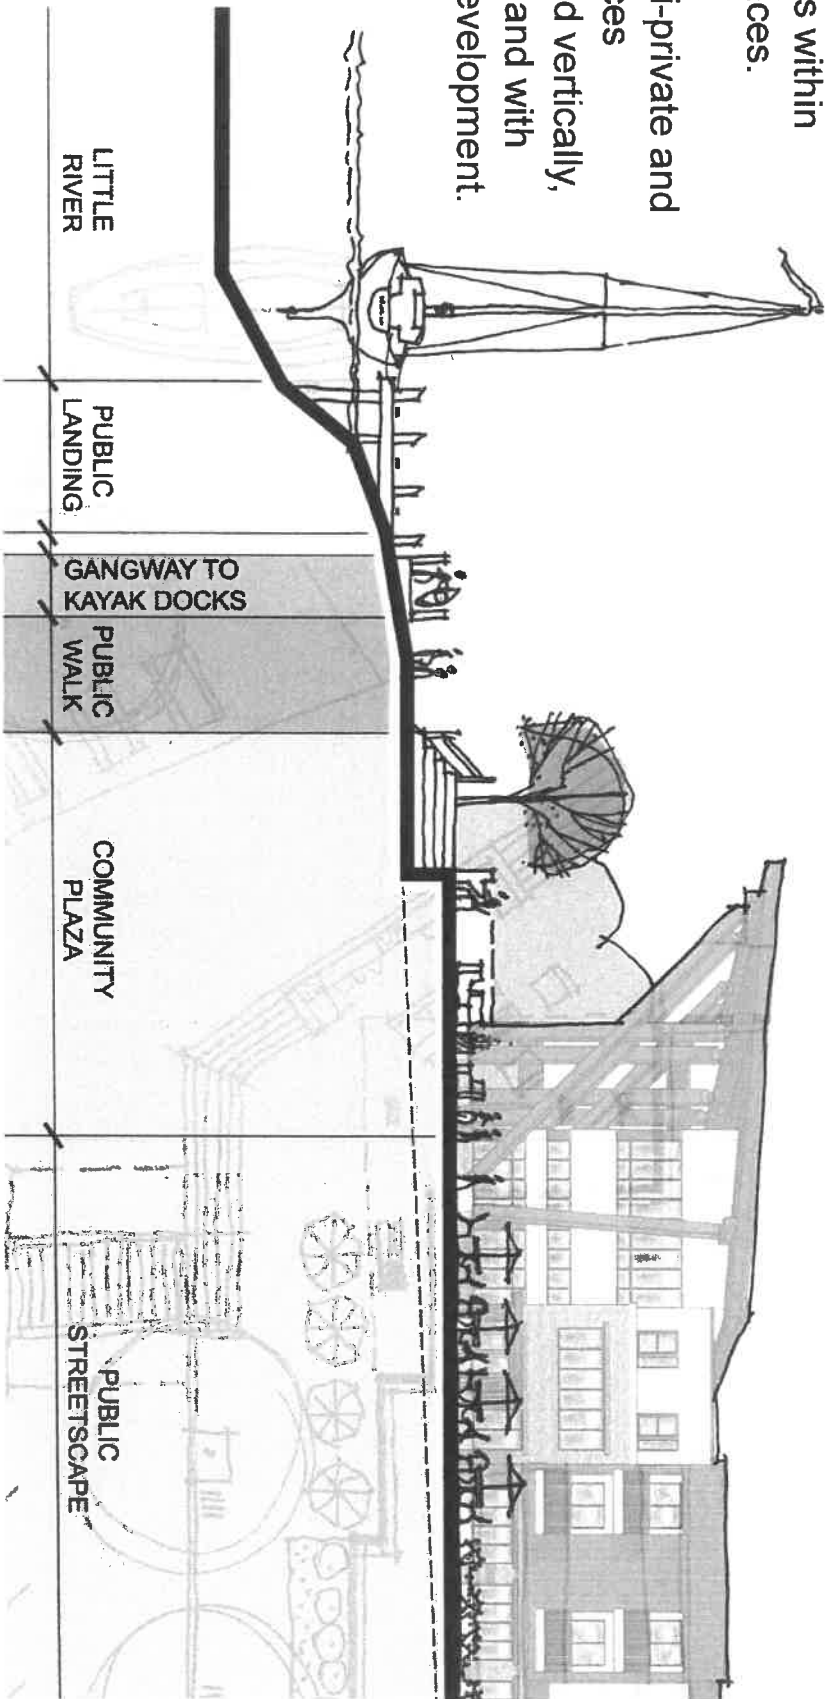 s within
ces.
i-private and
ces
d vertically,
and with
evelopment.
LITTLE
RIVER
PUBLIC
LANDING
GANGWAY TO
KAYAK DOCKS
PUBLIC
WALK
COMMUNITY
PLAZA
PUBLIC
STREETSCAPE